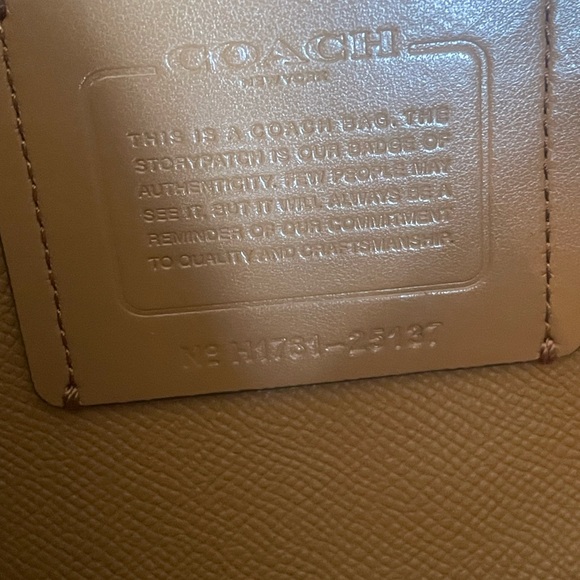 COACH
NEW YORK
THIS IS A COACH BAG. THE
STORYPATCH IS OUR BADGE OF
AUTHENTICITY. FEW PEOPLE MAY
SEE IT, BUT IT WILL ALWAYS BE A
REMINDER OF OUR COMMITMENT
TO QUALITY AND CRAFTSMANSHIP.
Nº H1761-25137